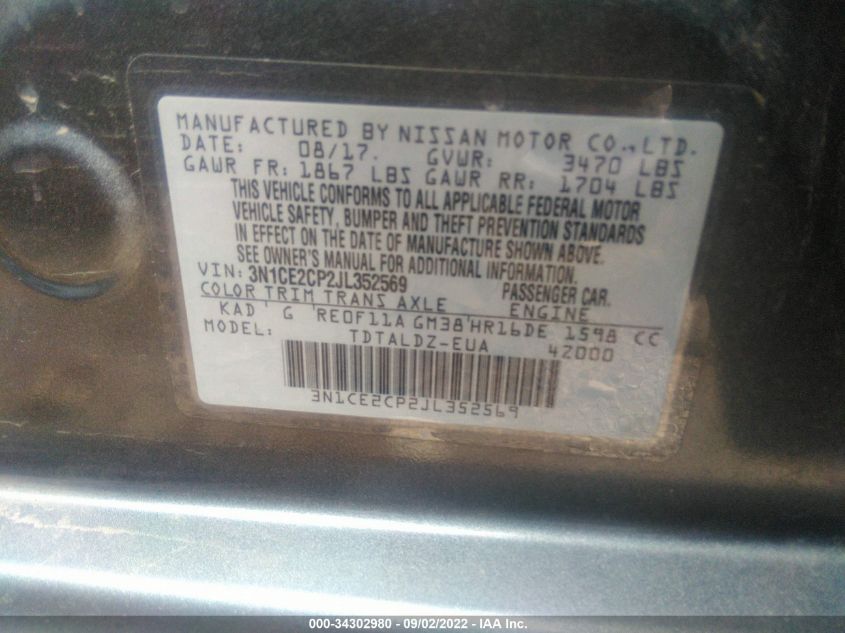 MANUFACTURED BY NISSAN MOTOR CO., LTD.
DATE: 08/17. GVWR: 3470 LBS
GAWR FR: 1867 LBS GAWR RR: 1704 LBS
THIS VEHICLE CONFORMS TO ALL APPLICABLE FEDERAL MOTOR
VEHICLE SAFETY, BUMPER AND THEFT PREVENTION STANDARDS
IN EFFECT ON THE DATE OF MANUFACTURE SHOWN ABOVE.
SEE OWNER'S MANUAL FOR ADDITIONAL INFORMATION.
VIN: 3N1CE2CP2JL352569 PASSENGER CAR.
COLOR TRIM TRANS AXLE ENGINE
KAD G RE0F11A GM38 HR16DE 1598 CC
MODEL: TDTALDZ-EUA 42000
3N1CE2CP2JL352569
000-34302980 - 09/02/2022 - IAA Inc.